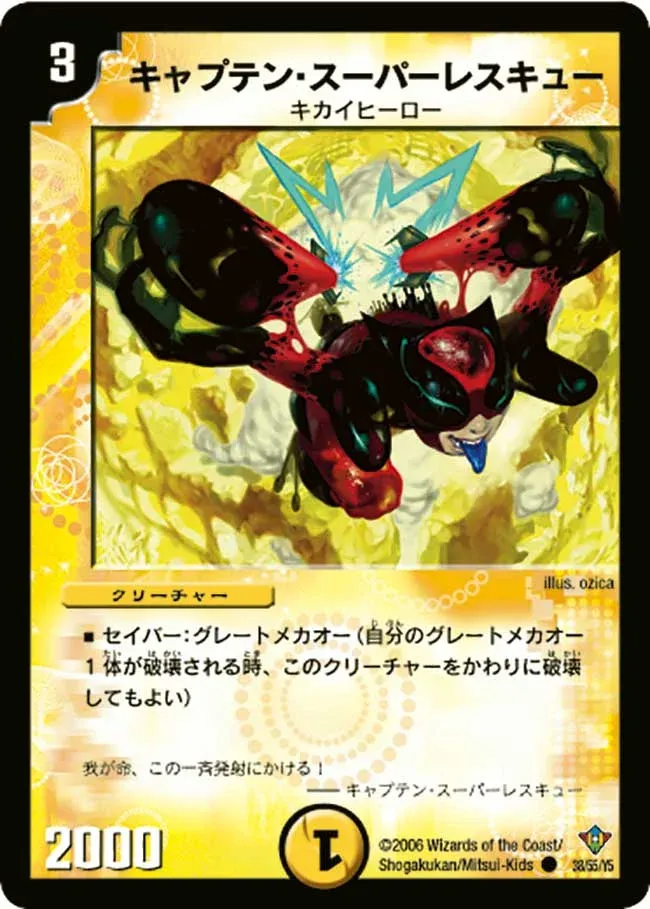 3
キャプテン・スーパーレスキュー
キカイヒーロー
illus. ozica
クリーチャー
■ セイバー：グレートメカオー（自分のグレートメカオー
1体が破壊される時、このクリーチャーをかわりに破壊
してもよい）
我が命、この一斉発射にかける！
―― キャプテン・スーパーレスキュー
2000
1
©2006 Wizards of the Coast/
Shogakukan/Mitsui-Kids
38/55/Y5